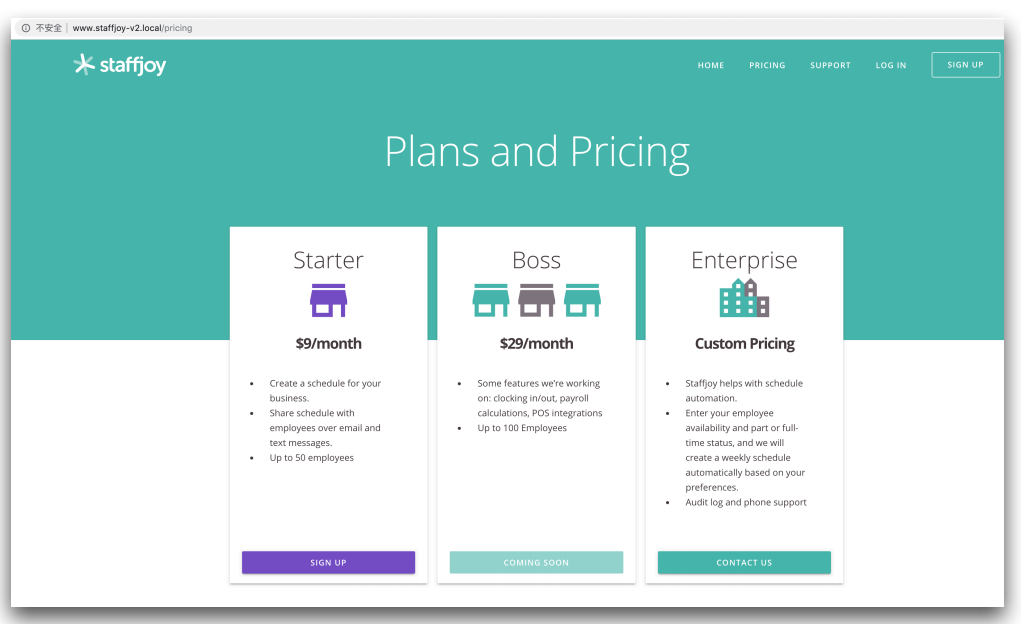 不安全 | www.staffjoy-v2.local/pricing
staffjoy
HOME PRICING SUPPORT LOG IN SIGN UP
Plans and Pricing
Starter
$9/month
• Create a schedule for your
business.
• Share schedule with
employees over email and
text messages.
• Up to 50 employees
SIGN UP
Boss
$29/month
• Some features we're working
on: clocking in/out, payroll
calculations, POS integrations
• Up to 100 Employees
COMING SOON
Enterprise
Custom Pricing
• Staffjoy helps with schedule
automation.
• Enter your employee
availability and part or full-
time status, and we will
create a weekly schedule
automatically based on your
preferences.
• Audit log and phone support
CONTACT US